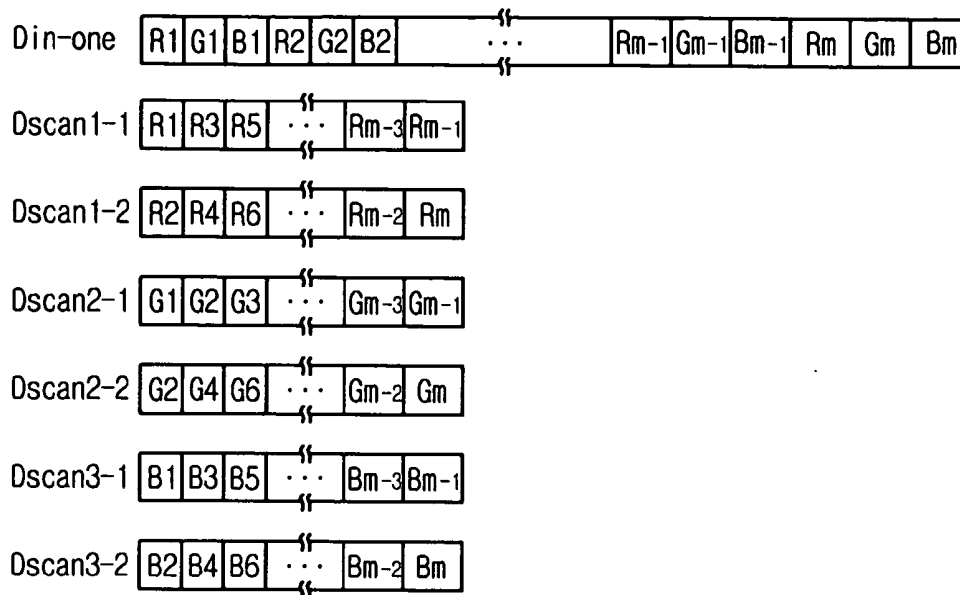 Din-one R1 G1 B1 R2 G2 B2 ... Rm-1 Gm-1 Bm-1 Rm Gm Bm
Dscan1-1 R1 R3 R5 ... Rm-3 Rm-1
Dscan1-2 R2 R4 R6 ... Rm-2 Rm
Dscan2-1 G1 G2 G3 ... Gm-3 Gm-1
Dscan2-2 G2 G4 G6 ... Gm-2 Gm
Dscan3-1 B1 B3 B5 ... Bm-3 Bm-1
Dscan3-2 B2 B4 B6 ... Bm-2 Bm